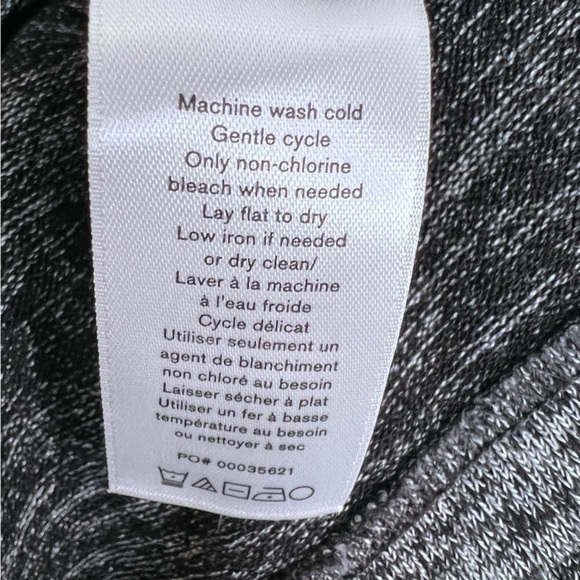 Machine wash cold
Gentle cycle
Only non-chlorine
bleach when needed
Lay flat to dry
Low iron if needed
or dry clean/
Laver à la machine
à l'eau froide
Cycle délicat
Utiliser seulement un
agent de blanchiment
non chloré au besoin
Laisser sécher à plat
Utiliser un fer à basse
température au besoin
ou nettoyer à sec
PO# 00035621